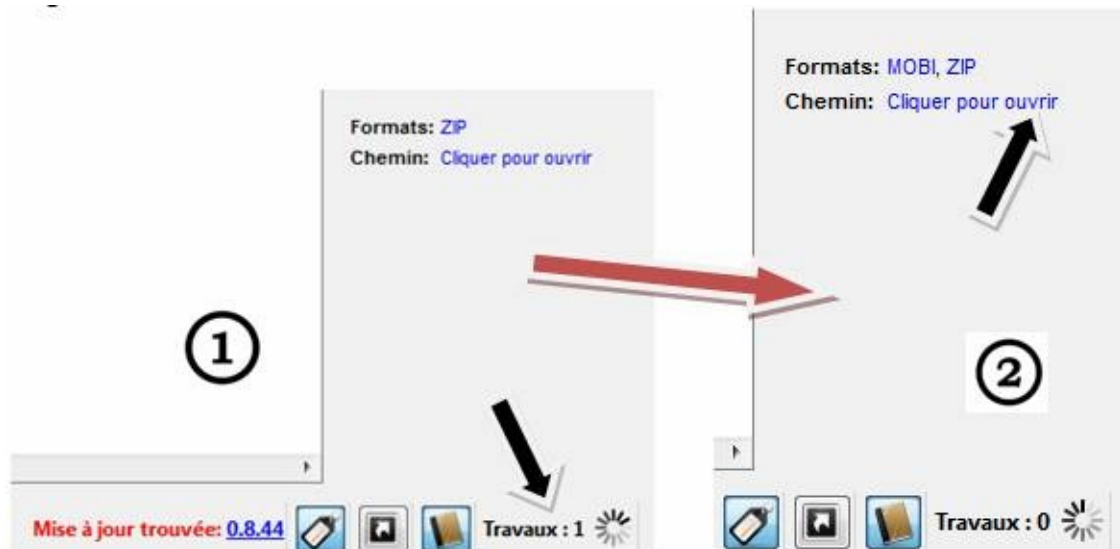 Formats: ZIP
Chemin: Cliquer pour ouvrir
1
Mise à jour trouvée: 0.8.44
Travaux : 1
Formats: MOBI, ZIP
Chemin: Cliquer pour ouvrir
2
Travaux : 0